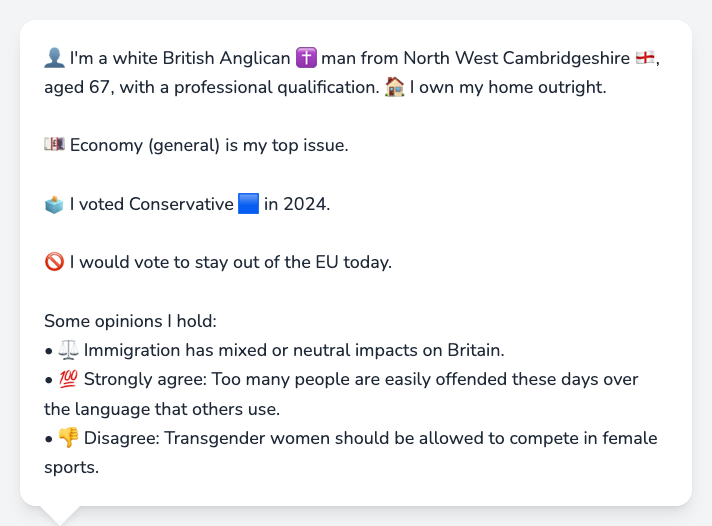 👤 I'm a white British Anglican ✝️ man from North West Cambridgeshire 🏴󠁧󠁢󠁥󠁮󠁧󠁿,
aged 67, with a professional qualification. 🏠 I own my home outright.
💷 Economy (general) is my top issue.
🗳️ I voted Conservative 🟦 in 2024.
🚫 I would vote to stay out of the EU today.
Some opinions I hold:
• ⚖️ Immigration has mixed or neutral impacts on Britain.
• 💯 Strongly agree: Too many people are easily offended these days over
the language that others use.
• 👎 Disagree: Transgender women should be allowed to compete in female
sports.